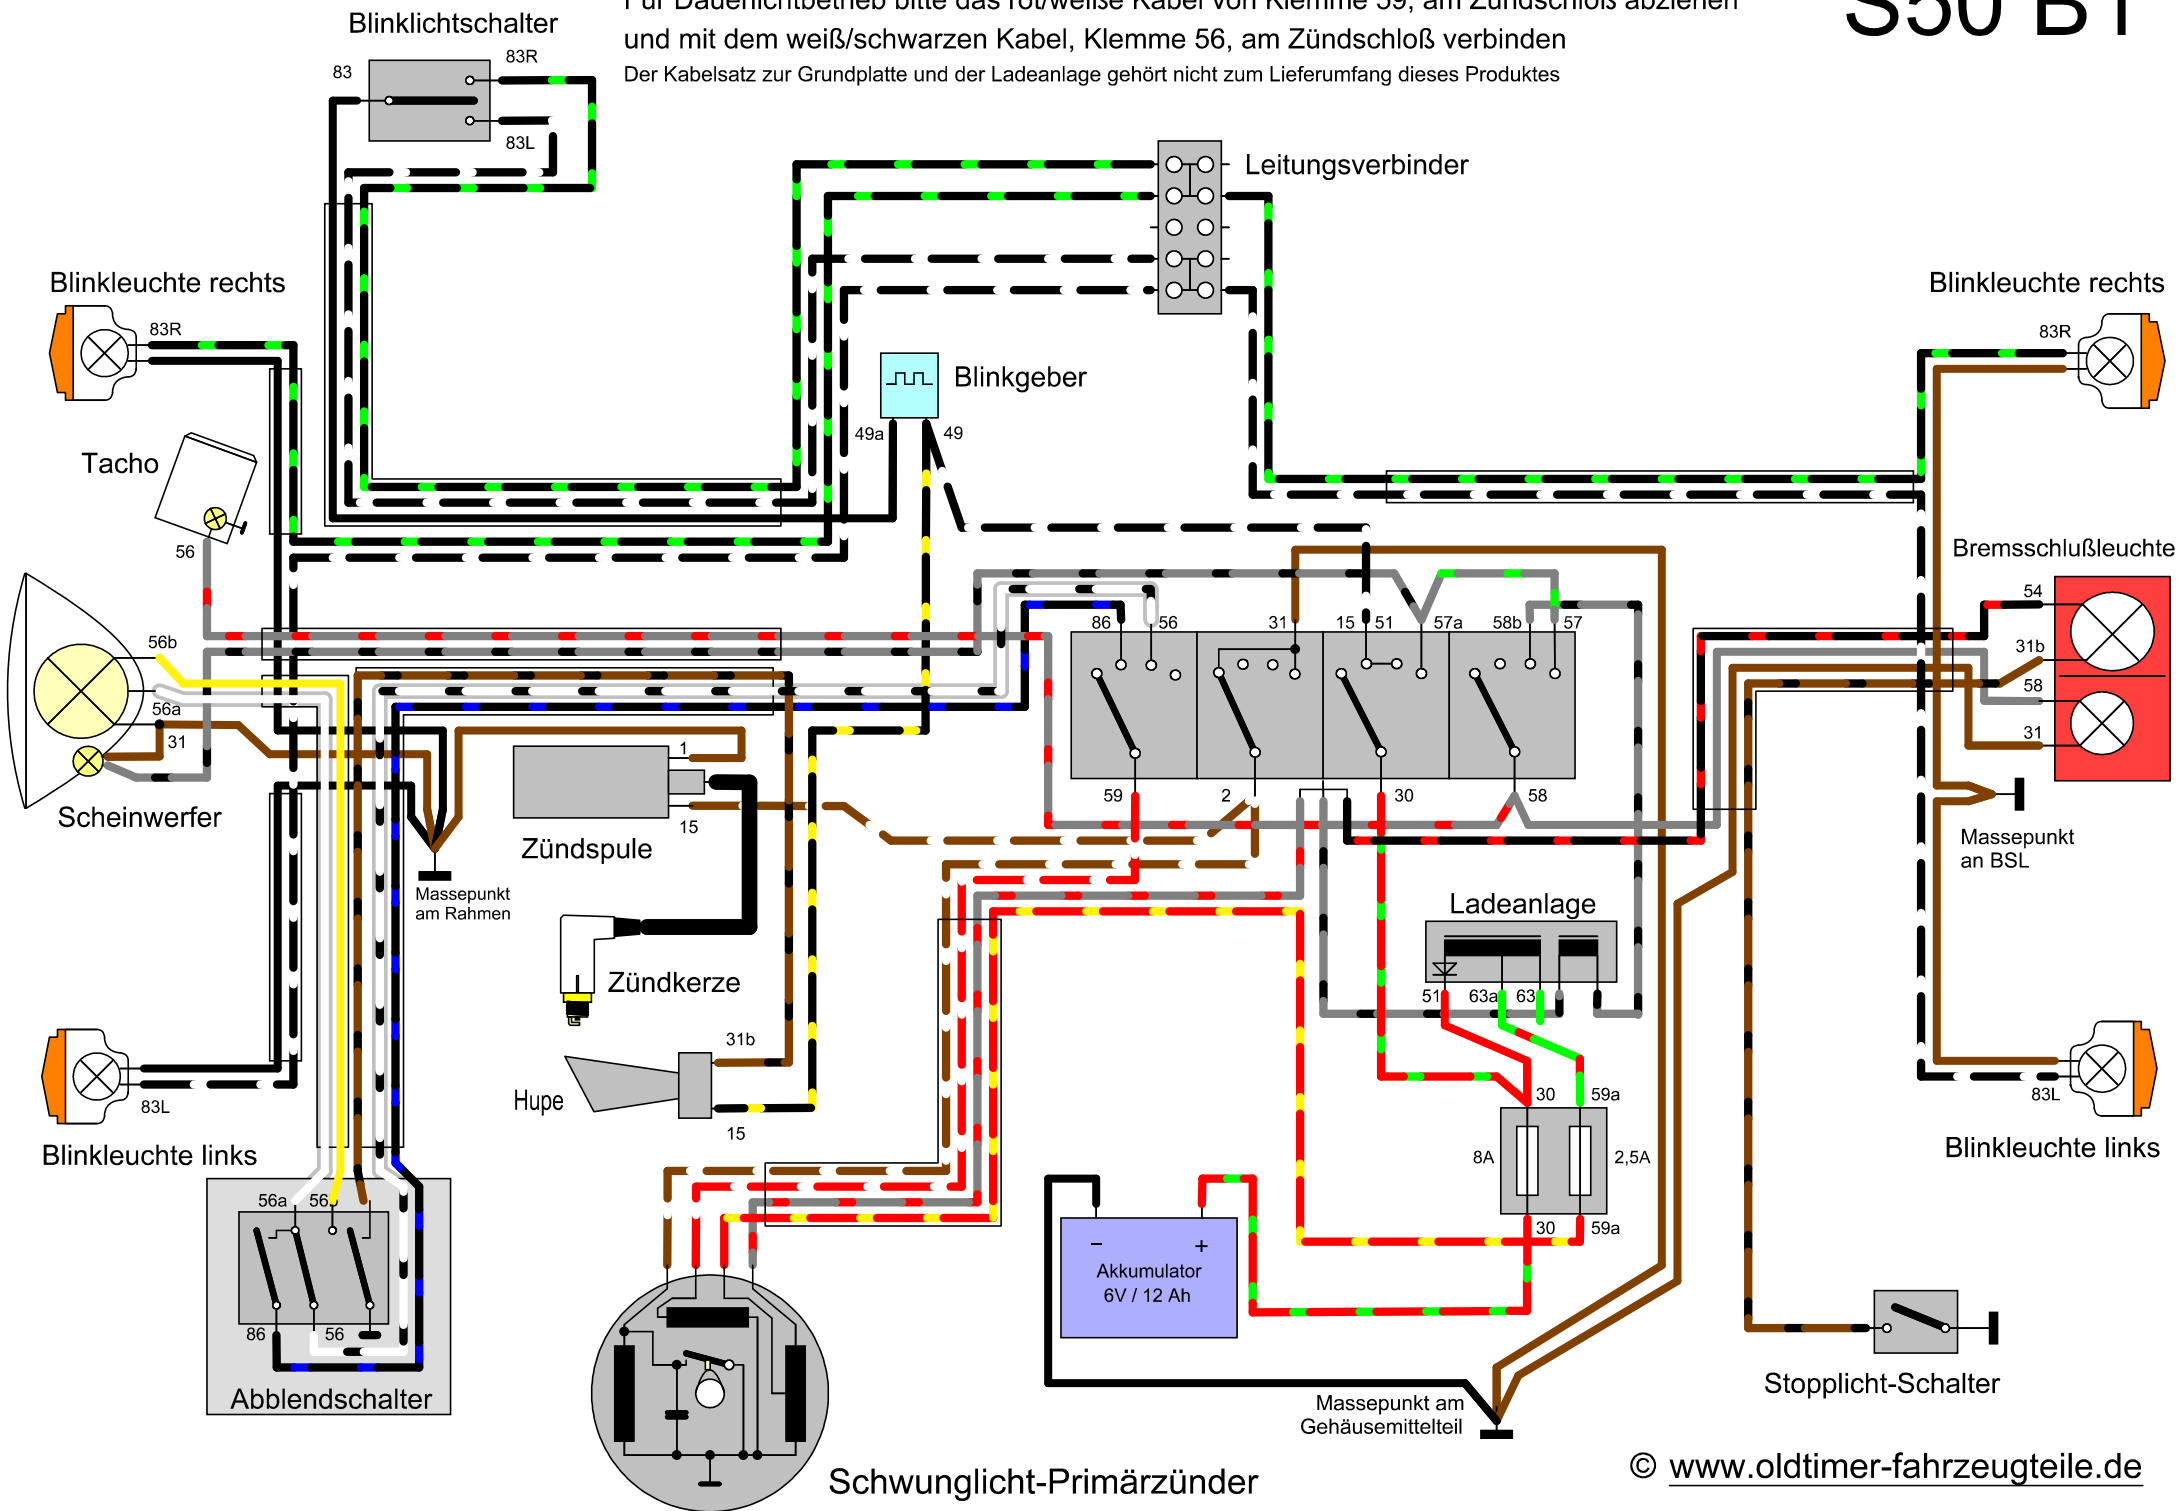 Für Dauerlichtbetrieb bitte das rot/weiße Kabel von Klemme 59, am Zündschloß abziehen
und mit dem weiß/schwarzen Kabel, Klemme 56, am Zündschloß verbinden
Der Kabelsatz zur Grundplatte und der Ladeanlage gehört nicht zum Lieferumfang dieses Produktes
S50 B1
Blinklichtschalter
83
83R
83L
Leitungsverbinder
Blinkleuchte rechts
83R
Blinkleuchte rechts
83R
Blinkgeber
49a
49
Tacho
56
Bremsschlußleuchte
54
31b
58
31
56b
56a
31
Scheinwerfer
86
56
31
15
51
57a
58b
57
59
2
30
58
1
15
Zündspule
Massepunkt
am Rahmen
Massepunkt
an BSL
Zündkerze
Ladeanlage
51
63a
63
31b
Hupe
15
30
59a
8A
2,5A
30
59a
83L
Blinkleuchte links
83L
Blinkleuchte links
56a
56
86
56
Abblendschalter
−
+
Akkumulator
6V / 12 Ah
Massepunkt am
Gehäusemittelteil
Stopplicht-Schalter
Schwunglicht-Primärzünder
© www.oldtimer-fahrzeugteile.de